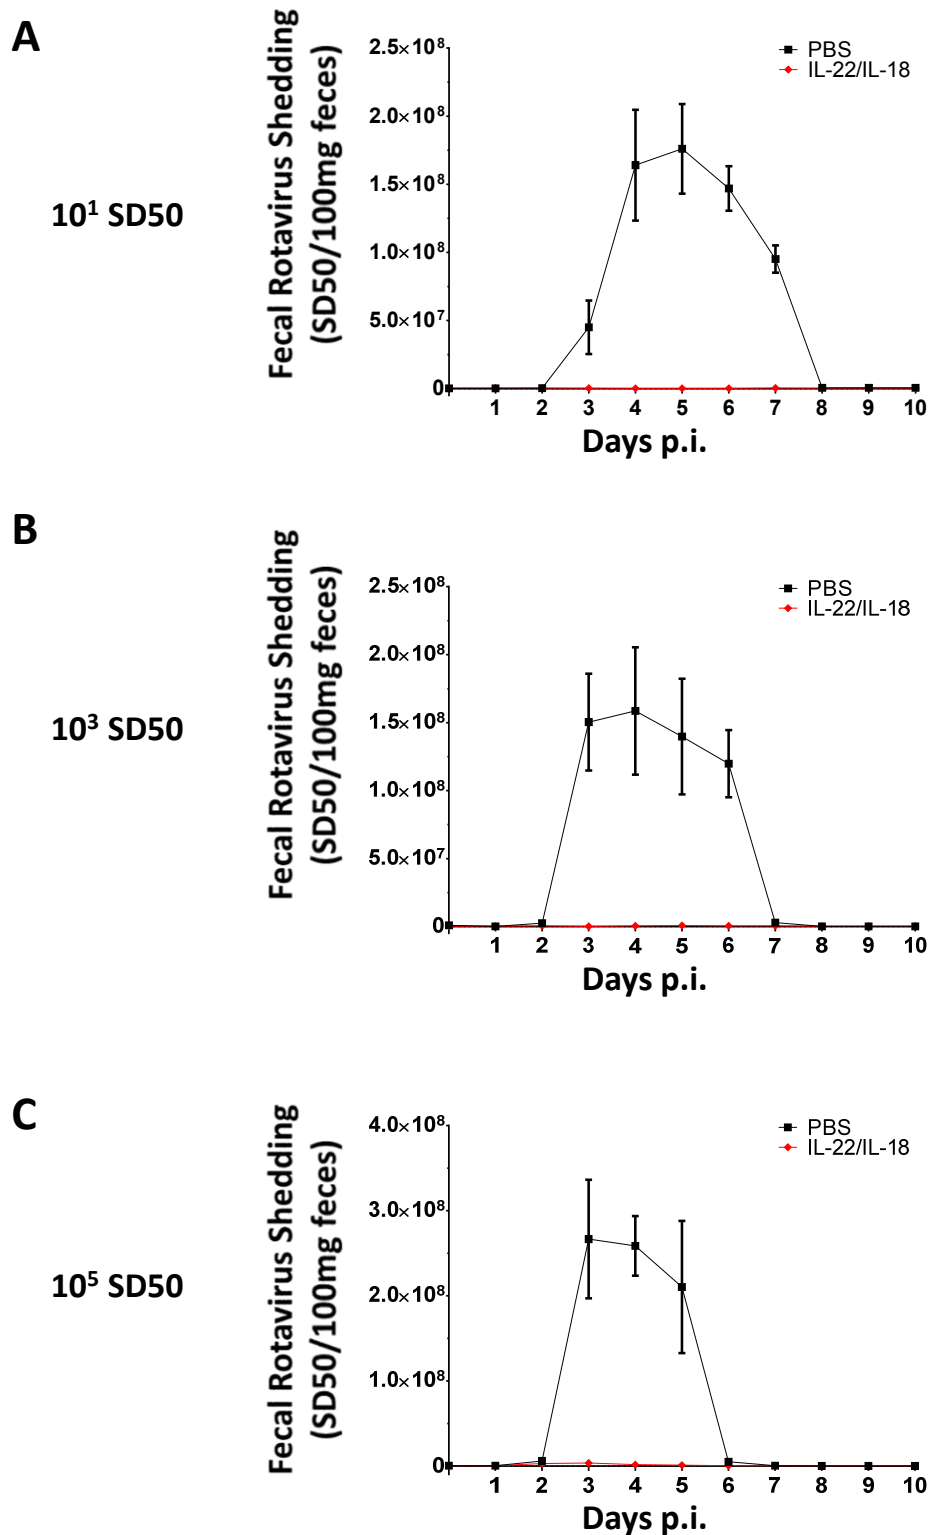 A
10¹ SD50
Fecal Rotavirus Shedding
(SD50/100mg feces)
2.5×10⁸
2.0×10⁸
1.5×10⁸
1.0×10⁸
5.0×10⁷
0
PBS
IL-22/IL-18
1 2 3 4 5 6 7 8 9 10
Days p.i.
B
10³ SD50
Fecal Rotavirus Shedding
(SD50/100mg feces)
2.5×10⁸
2.0×10⁸
1.5×10⁸
1.0×10⁸
5.0×10⁷
0
PBS
IL-22/IL-18
1 2 3 4 5 6 7 8 9 10
Days p.i.
C
10⁵ SD50
Fecal Rotavirus Shedding
(SD50/100mg feces)
4.0×10⁸
3.0×10⁸
2.0×10⁸
1.0×10⁸
0
PBS
IL-22/IL-18
1 2 3 4 5 6 7 8 9 10
Days p.i.